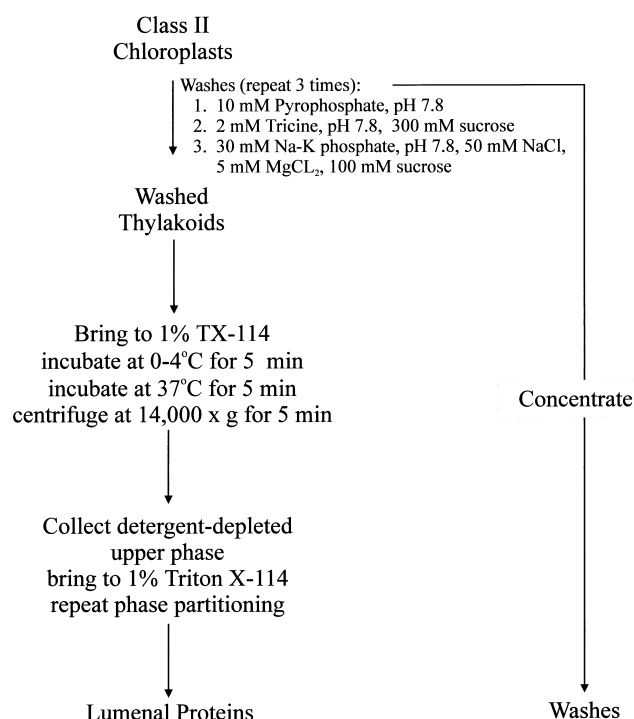 Class II
Chloroplasts
Washes (repeat 3 times):
1. 10 mM Pyrophosphate, pH 7.8
2. 2 mM Tricine, pH 7.8, 300 mM sucrose
3. 30 mM Na-K phosphate, pH 7.8, 50 mM NaCl,
5 mM MgCL₂, 100 mM sucrose
Washed
Thylakoids
Bring to 1% TX-114
incubate at 0-4°C for 5 min
incubate at 37°C for 5 min
centrifuge at 14,000 x g for 5 min
Concentrate
Collect detergent-depleted
upper phase
bring to 1% Triton X-114
repeat phase partitioning
Lumenal Proteins
Washes